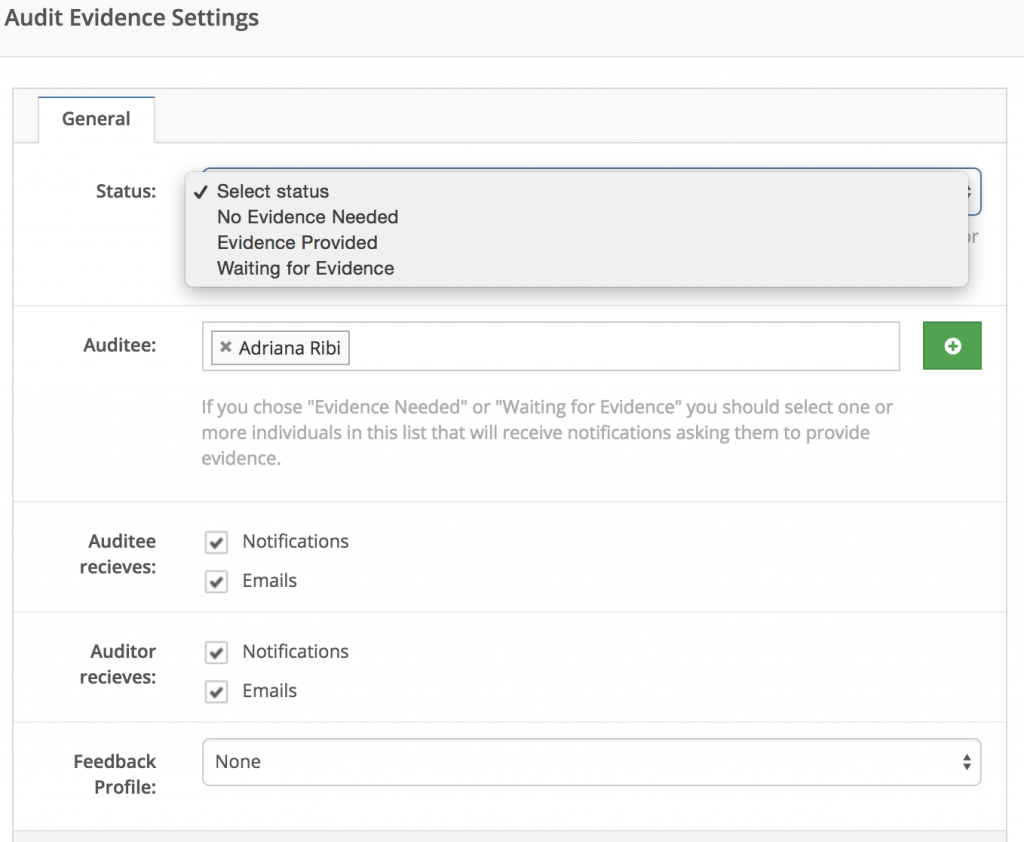 Audit Evidence Settings
General
Status:
Select status
No Evidence Needed
Evidence Provided
Waiting for Evidence
Auditee:
Adriana Ribi
If you chose "Evidence Needed" or "Waiting for Evidence" you should select one or
more individuals in this list that will receive notifications asking them to provide
evidence.
Auditee
recieves:
Notifications
Emails
Auditor
recieves:
Notifications
Emails
Feedback
Profile:
None